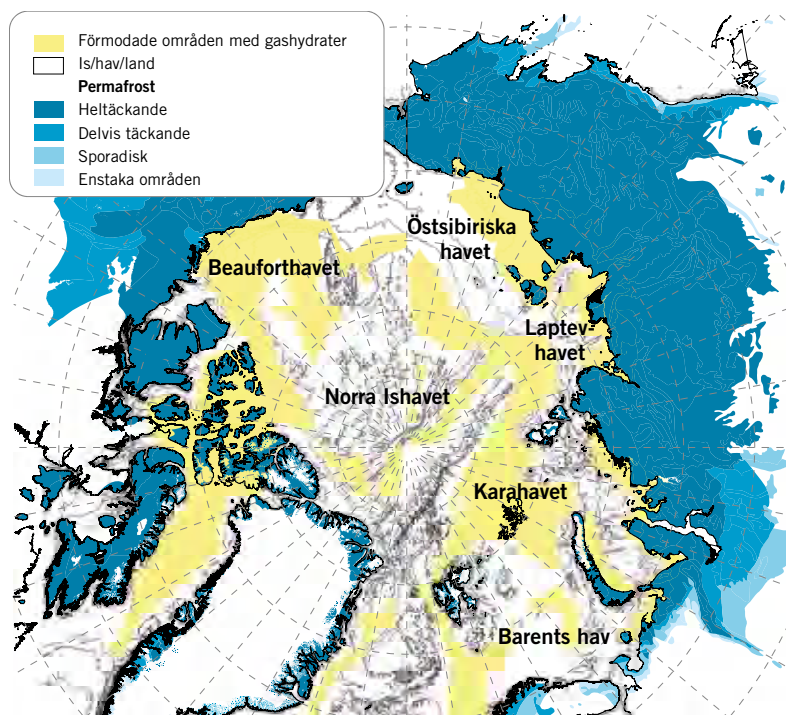 Förmodade områden med gashydrater
Is/hav/land
Permafrost
Heltäckande
Delvis täckande
Sporadisk
Enstaka områden
Östsibiriska
havet
Beauforthavet
Laptev-
havet
Norra Ishavet
Karahavet
Barents hav